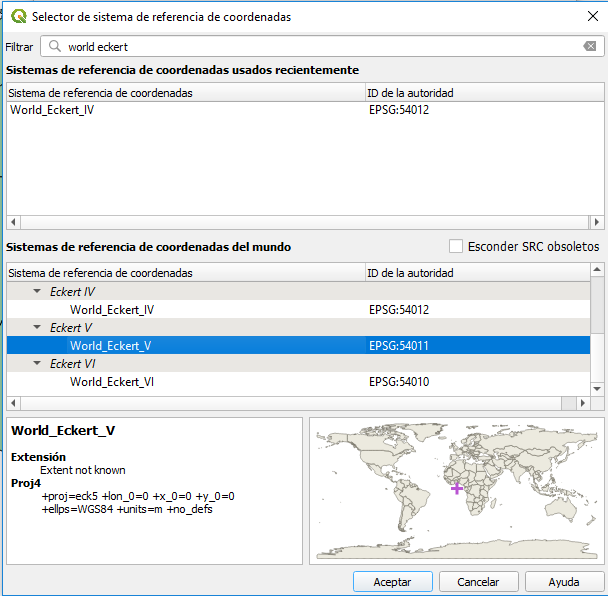 Selector de sistema de referencia de coordenadas
Filtrar world eckert
Sistemas de referencia de coordenadas usados recientemente
Sistema de referencia de coordenadas ID de la autoridad
World_Eckert_IV EPSG:54012
Sistemas de referencia de coordenadas del mundo Esconder SRC obsoletos
Sistema de referencia de coordenadas ID de la autoridad
Eckert IV
World_Eckert_IV EPSG:54012
Eckert V
World_Eckert_V EPSG:54011
Eckert VI
World_Eckert_VI EPSG:54010
World_Eckert_V
Extensión
Extent not known
Proj4
+proj=eck5 +lon_0=0 +x_0=0 +y_0=0
+ellps=WGS84 +units=m +no_defs
Aceptar Cancelar Ayuda